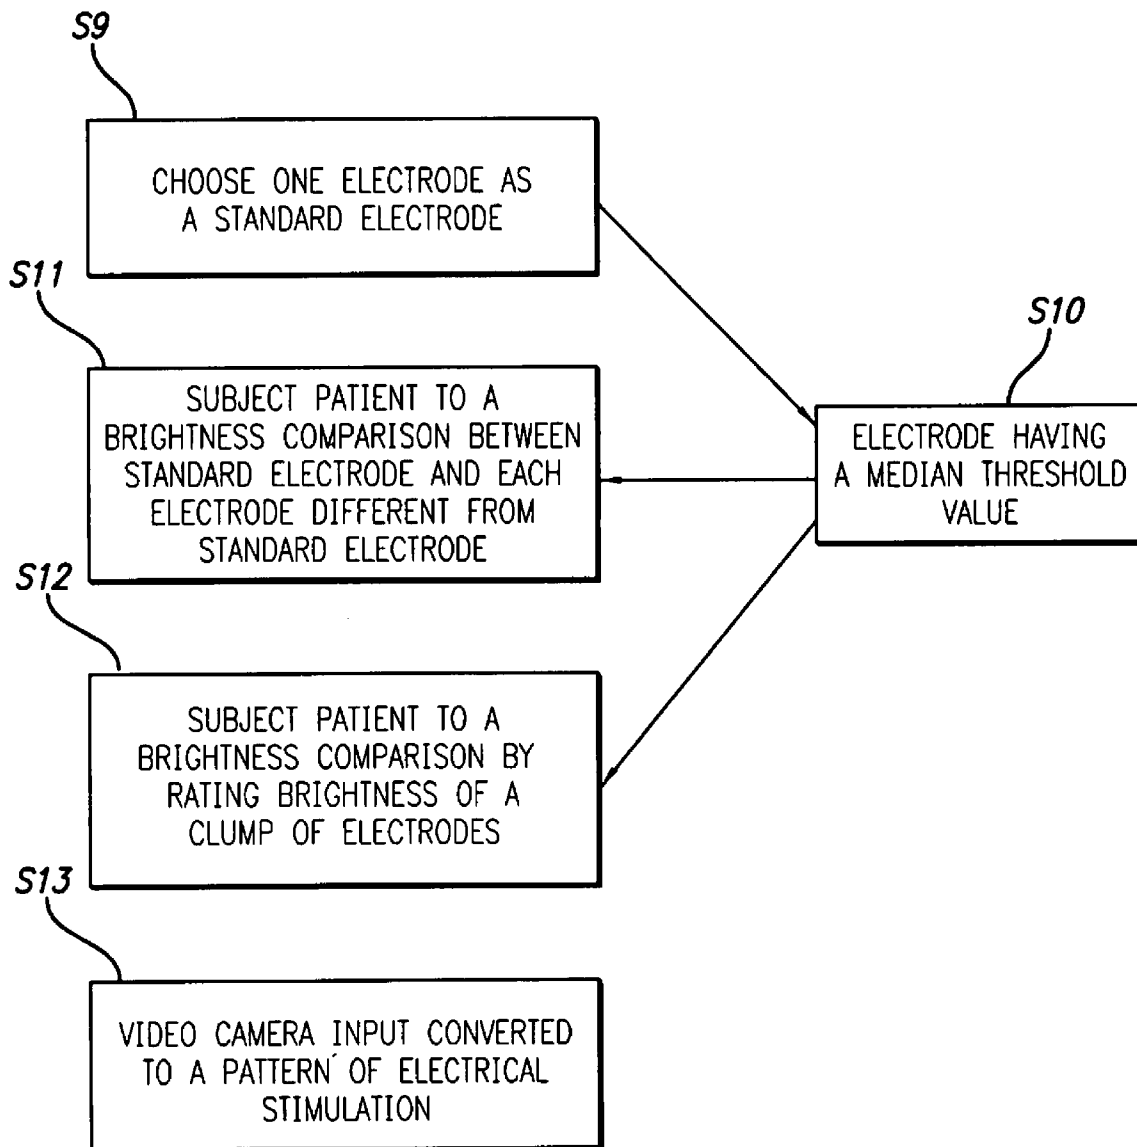 S9
CHOOSE ONE ELECTRODE AS
A STANDARD ELECTRODE
S11
SUBJECT PATIENT TO A
BRIGHTNESS COMPARISON BETWEEN
STANDARD ELECTRODE AND EACH
ELECTRODE DIFFERENT FROM
STANDARD ELECTRODE
S10
ELECTRODE HAVING
A MEDIAN THRESHOLD
VALUE
S12
SUBJECT PATIENT TO A
BRIGHTNESS COMPARISON BY
RATING BRIGHTNESS OF A
CLUMP OF ELECTRODES
S13
VIDEO CAMERA INPUT CONVERTED
TO A PATTERN OF ELECTRICAL
STIMULATION